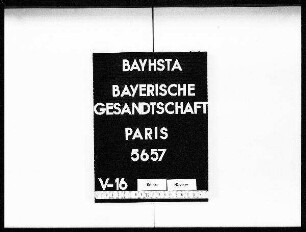 BAYHSTA
BAYERISCHE
GESANDTSCHAFT
PARIS
5657
V-16